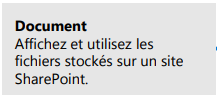 Document
Affichez et utilisez les
fichiers stockés sur un site
SharePoint.